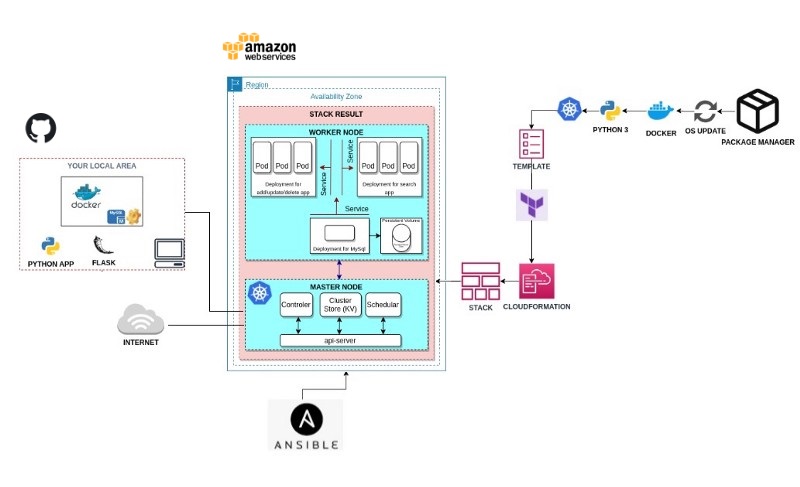 amazon
webservices
Region
Availability Zone
STACK RESULT
WORKER NODE
Pod
Pod
Pod
Service
Service
Pod
Pod
Pod
Deployment for
add/update/delete app
Deployment for search
app
Service
Deployment for MySql
Persistent Volume
MASTER NODE
Controler
Cluster
Store (KV)
Schedular
api-server
YOUR LOCAL AREA
docker
MySQL
PYTHON APP
FLASK
INTERNET
ANSIBLE
PYTHON 3
DOCKER
OS UPDATE
PACKAGE MANAGER
TEMPLATE
STACK
CLOUDFORMATION